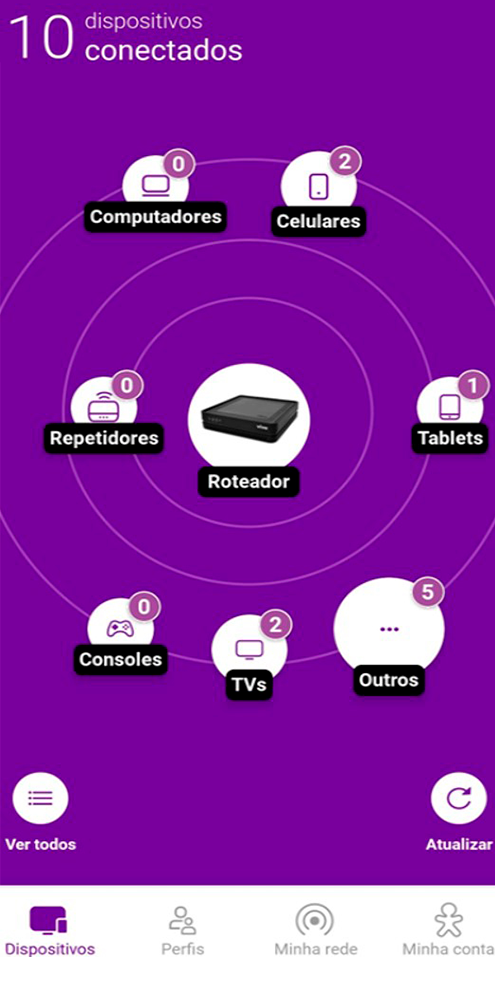 10 dispositivos
conectados
0
2
Computadores
Celulares
0
1
Repetidores
Tablets
vivo
Roteador
0
2
5
Consoles
TVs
Outros
Ver todos
Atualizar
Dispositivos
Perfis
Minha rede
Minha conta